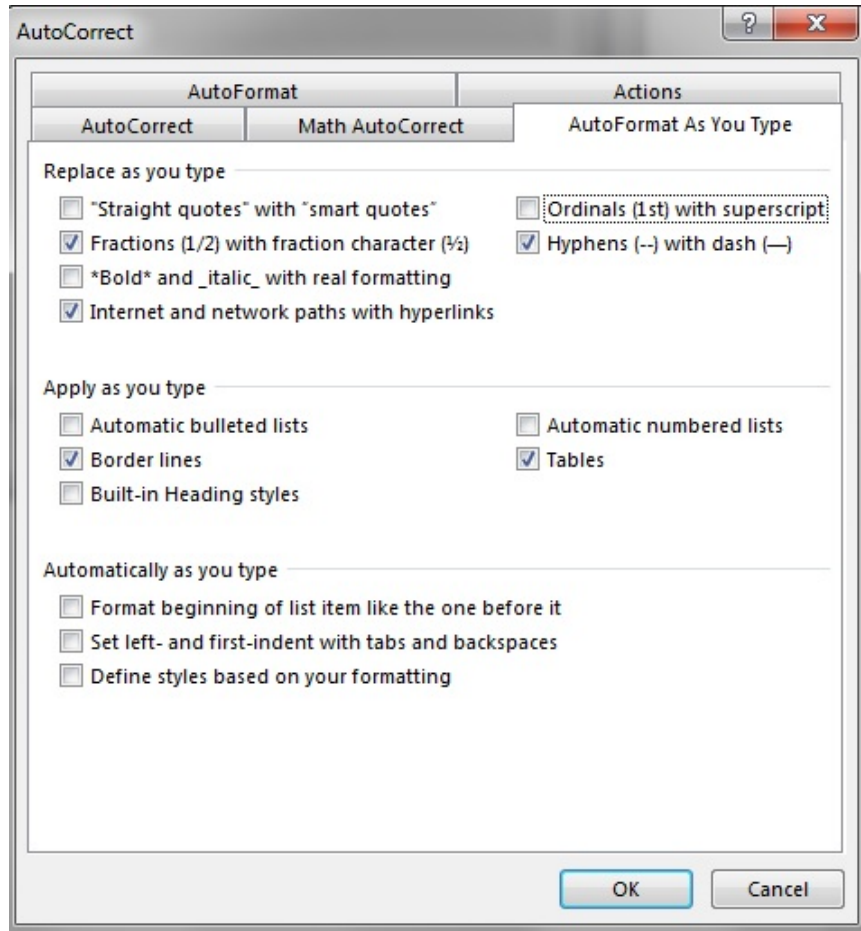 AutoCorrect
AutoFormat Actions
AutoCorrect Math AutoCorrect AutoFormat As You Type
Replace as you type
"Straight quotes" with “smart quotes”
Ordinals (1st) with superscript
Fractions (1/2) with fraction character (½)
Hyphens (--) with dash (—)
*Bold* and _italic_ with real formatting
Internet and network paths with hyperlinks
Apply as you type
Automatic bulleted lists
Automatic numbered lists
Border lines
Tables
Built-in Heading styles
Automatically as you type
Format beginning of list item like the one before it
Set left- and first-indent with tabs and backspaces
Define styles based on your formatting
OK Cancel